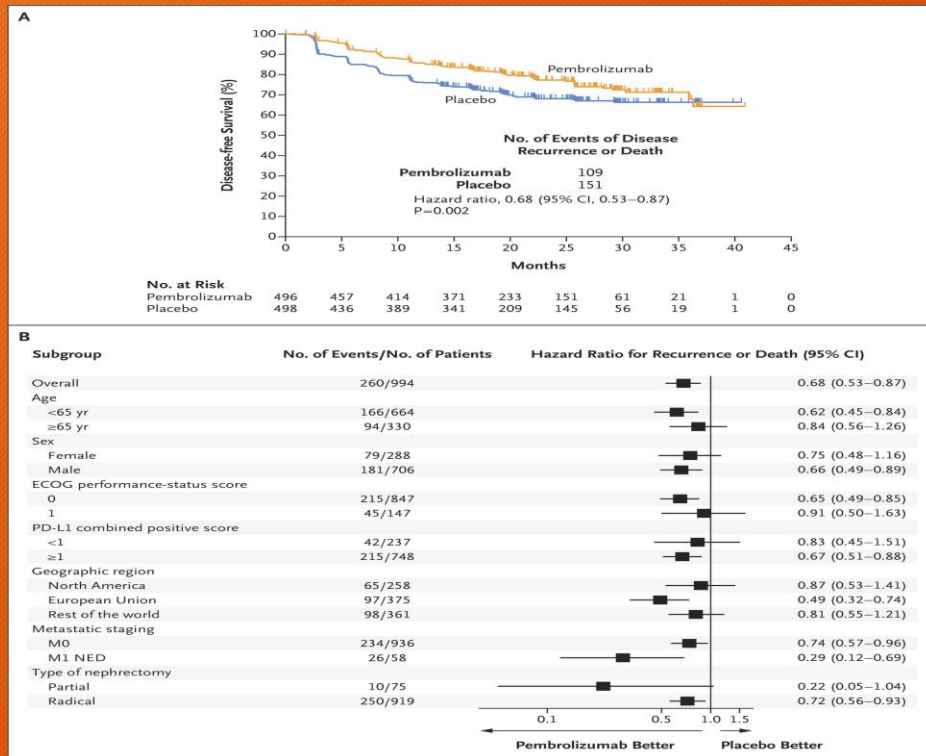 A
100
90
80
70
60
50
40
30
20
10
0
Disease-free Survival (%)
Pembrolizumab
Placebo
No. of Events of Disease
Recurrence or Death
Pembrolizumab 109
Placebo 151
Hazard ratio, 0.68 (95% CI, 0.53–0.87)
P=0.002
0 5 10 15 20 25 30 35 40 45
Months
No. at Risk
Pembrolizumab 496 457 414 371 233 151 61 21 1 0
Placebo 498 436 389 341 209 145 56 19 1 0
B
Subgroup No. of Events/No. of Patients Hazard Ratio for Recurrence or Death (95% CI)
Overall 260/994 0.68 (0.53–0.87)
Age
<65 yr 166/664 0.62 (0.45–0.84)
≥65 yr 94/330 0.84 (0.56–1.26)
Sex
Female 79/288 0.75 (0.48–1.16)
Male 181/706 0.66 (0.49–0.89)
ECOG performance-status score
0 215/847 0.65 (0.49–0.85)
1 45/147 0.91 (0.50–1.63)
PD-L1 combined positive score
<1 42/237 0.83 (0.45–1.51)
≥1 215/748 0.67 (0.51–0.88)
Geographic region
North America 65/258 0.87 (0.53–1.41)
European Union 97/375 0.49 (0.32–0.74)
Rest of the world 98/361 0.81 (0.55–1.21)
Metastatic staging
M0 234/936 0.74 (0.57–0.96)
M1 NED 26/58 0.29 (0.12–0.69)
Type of nephrectomy
Partial 10/75 0.22 (0.05–1.04)
Radical 250/919 0.72 (0.56–0.93)
0.1 0.5 1.0 1.5
Pembrolizumab Better Placebo Better